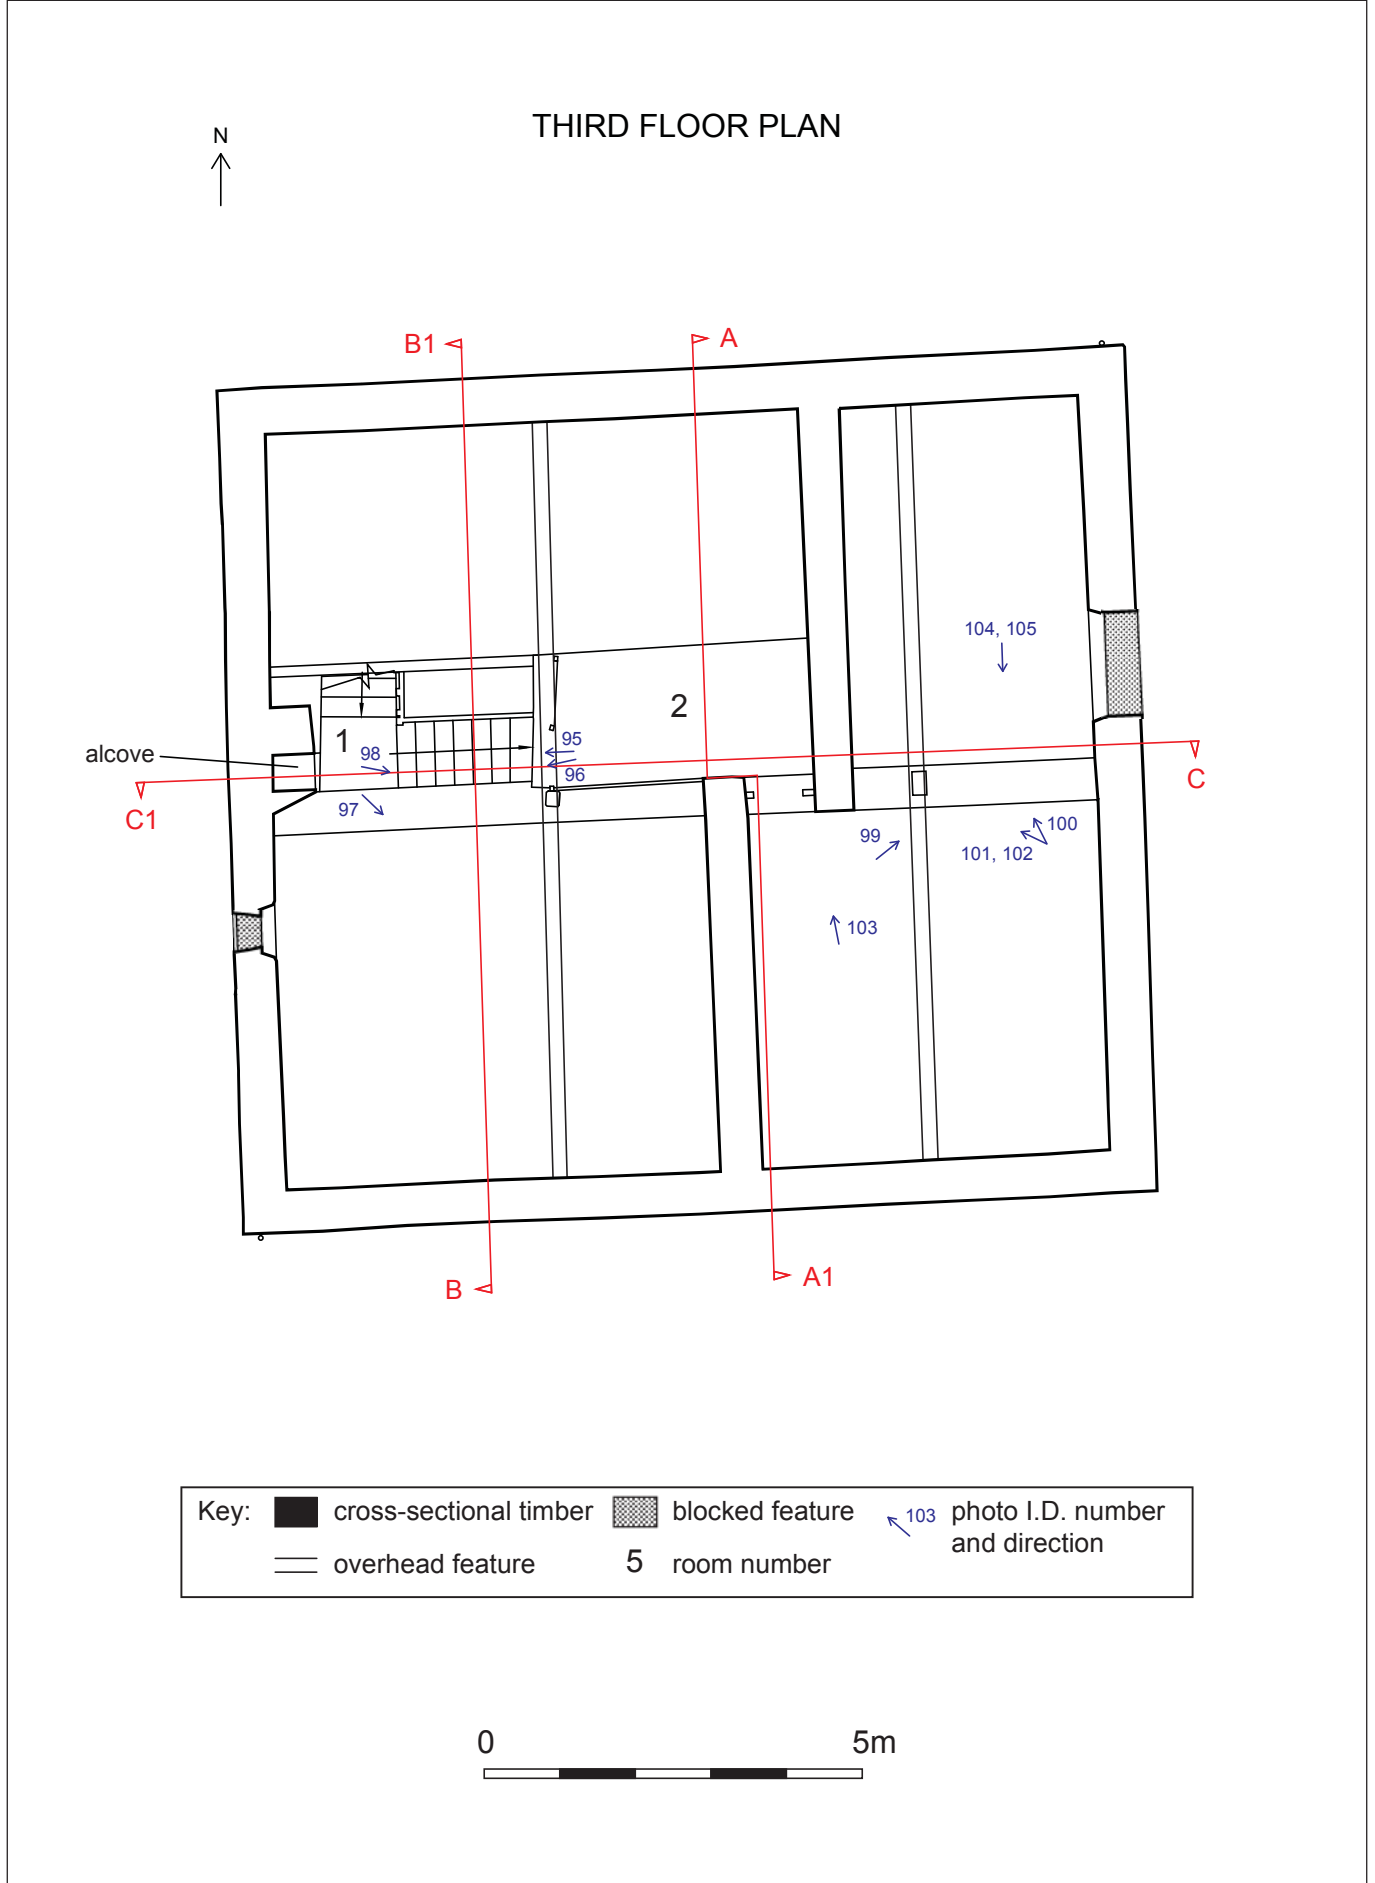 THIRD FLOOR PLAN
N
B1
A
104, 105
2
1
95
98
alcove
96
C
C1
97
100
99
101, 102
103
B
A1
Key:
cross-sectional timber
blocked feature
103
photo I.D. number
and direction
overhead feature
5
room number
0
5m